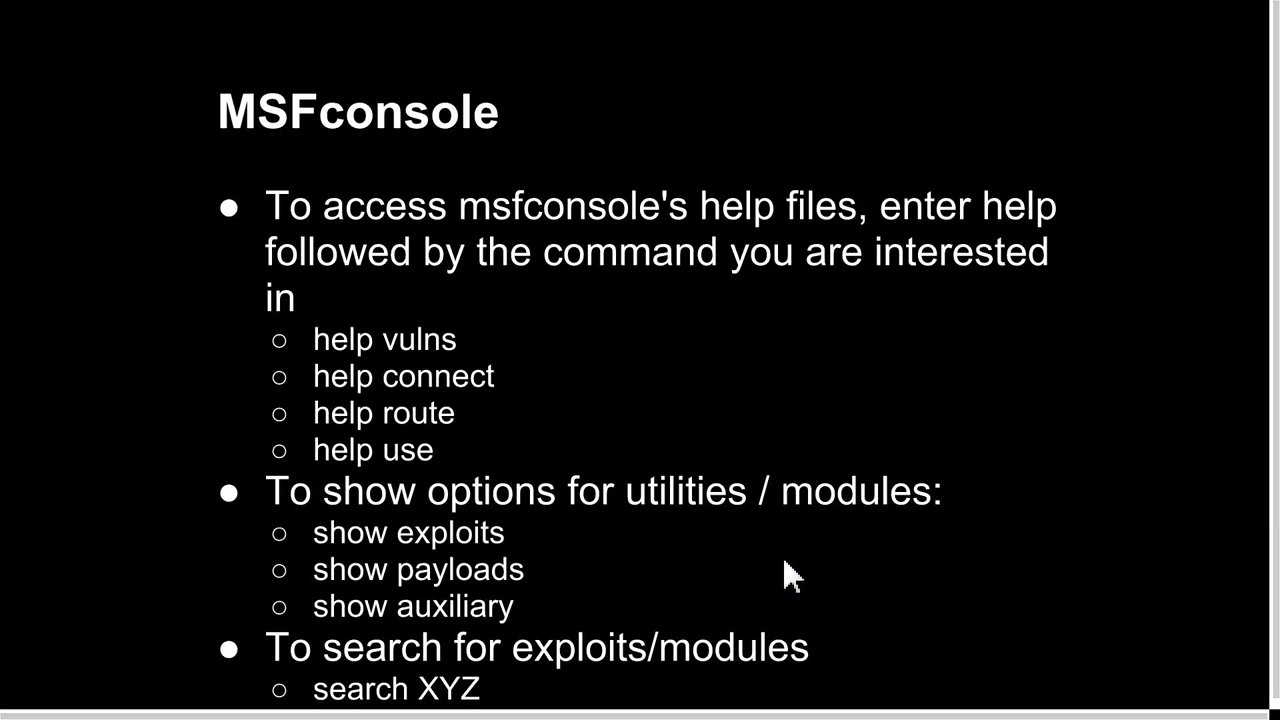 MSFconsole
● To access msfconsole's help files, enter help
followed by the command you are interested
in
○ help vulns
○ help connect
○ help route
○ help use
● To show options for utilities / modules:
○ show exploits
○ show payloads
○ show auxiliary
● To search for exploits/modules
○ search XYZ